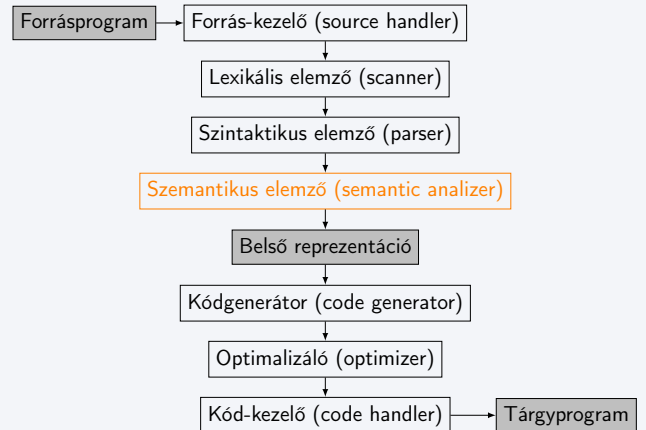 Forrásprogram
Forrás-kezelő (source handler)
Lexikális elemző (scanner)
Szintaktikus elemző (parser)
Szemantikus elemző (semantic analizer)
Belső reprezentáció
Kódgenerátor (code generator)
Optimalizáló (optimizer)
Kód-kezelő (code handler)
Tárgyprogram